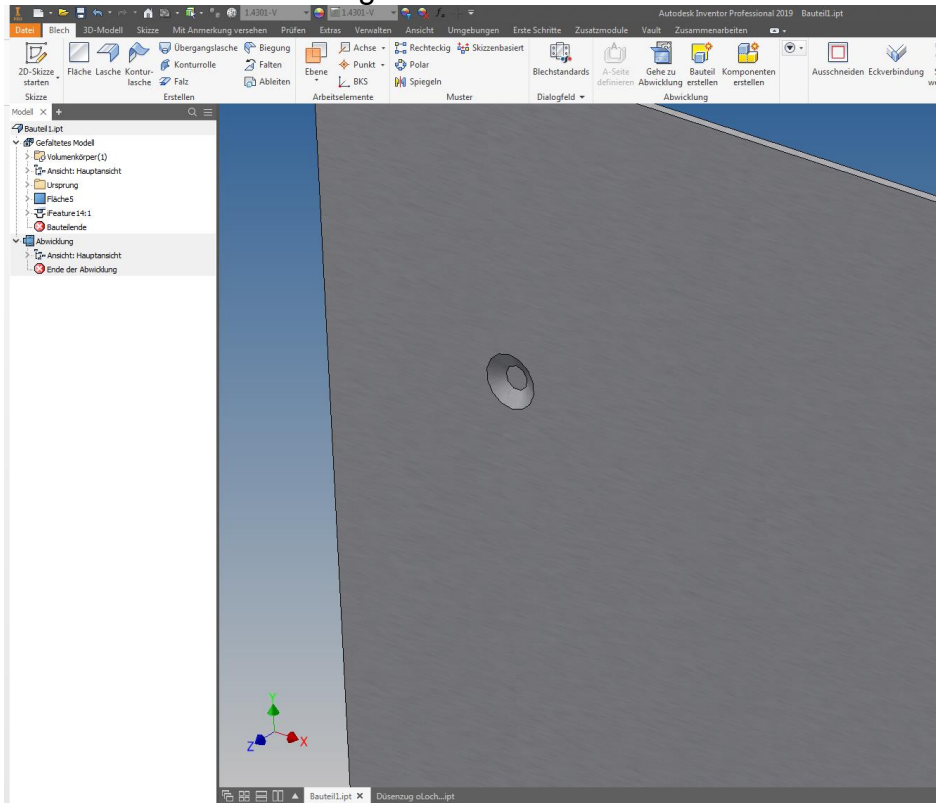 1.4301-V 1.4301-V Autodesk Inventor Professional 2019 Bauteil1.ipt
PRO
Datei Blech 3D-Modell Skizze Mit Anmerkung versehen Prüfen Extras Verwalten Ansicht Umgebungen Erste Schritte Zusatzmodule Vault Zusammenarbeiten
2D-Skizze starten
Fläche Lasche Kontur-lasche
Übergangslasche Biegung
Konturrolle Falten
Falz Ableiten
Ebene
Achse
Punkt
BKS
Rechteckig Skizzenbasiert
Polar
Spiegeln
Blechstandards
A-Seite definieren
Gehe zu Abwicklung
Bauteil erstellen
Komponenten erstellen
Ausschneiden Eckverbindung
Skizze Erstellen Arbeitselemente Muster Dialogfeld Abwicklung
Modell
Bauteil1.ipt
Gefaltetes Modell
Volumenkörper(1)
Ansicht: Hauptansicht
Ursprung
Fläche5
iFeature14:1
Bauteilende
Abwicklung
Ansicht: Hauptansicht
Ende der Abwicklung
Y
Z X
Bauteil1.ipt Düsenzug oLoch...ipt